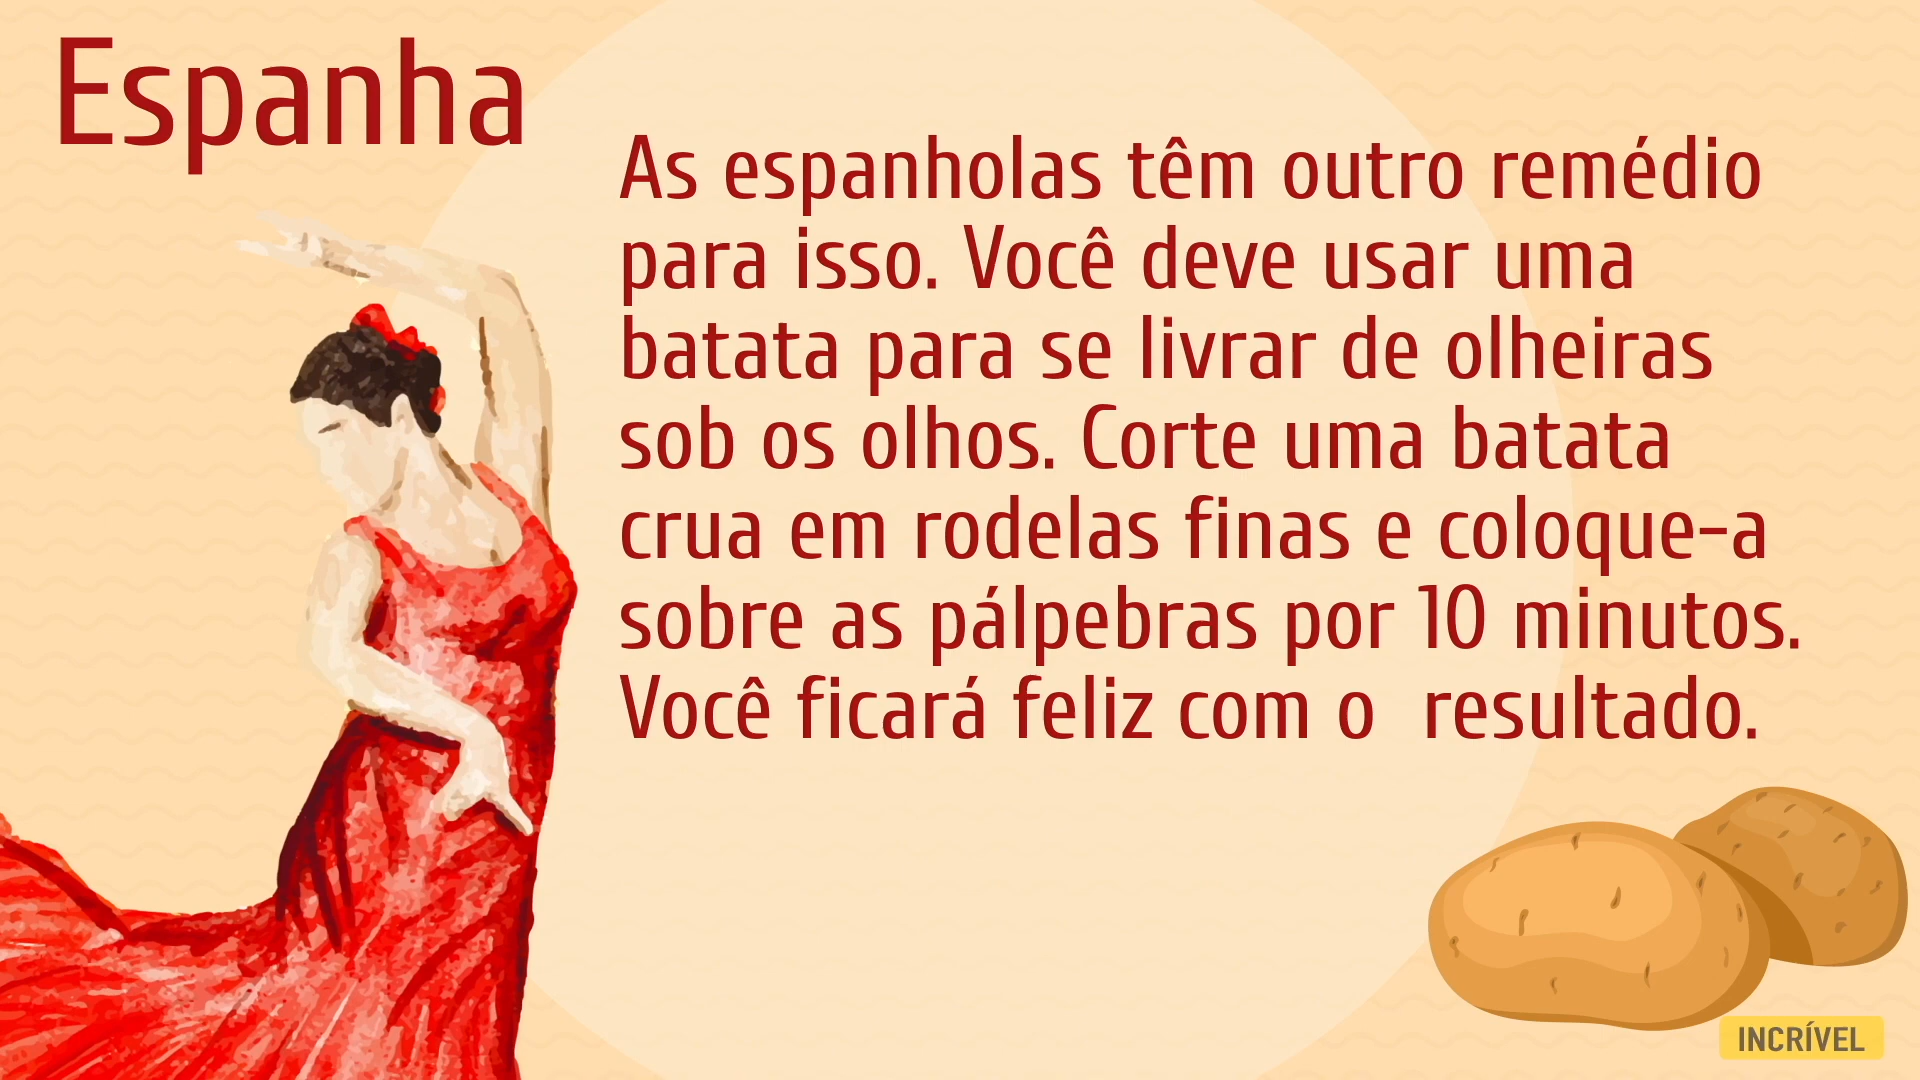 Espanha
As espanholas têm outro remédio
para isso. Você deve usar uma
batata para se livrar de olheiras
sob os olhos. Corte uma batata
crua em rodelas finas e coloque-a
sobre as pálpebras por 10 minutos.
Você ficará feliz com o  resultado.
INCRÍVEL